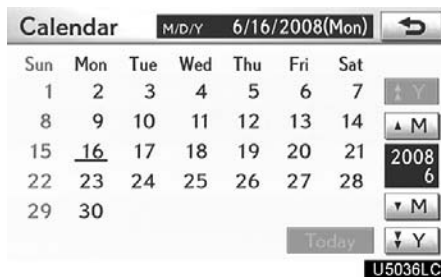 Calendar M/D/Y 6/16/2008(Mon)
Sun Mon Tue Wed Thu Fri Sat
1 2 3 4 5 6 7 Y
8 9 10 11 12 13 14 M
15 16 17 18 19 20 21 2008
6
22 23 24 25 26 27 28
29 30 M
Today Y
U5036LC